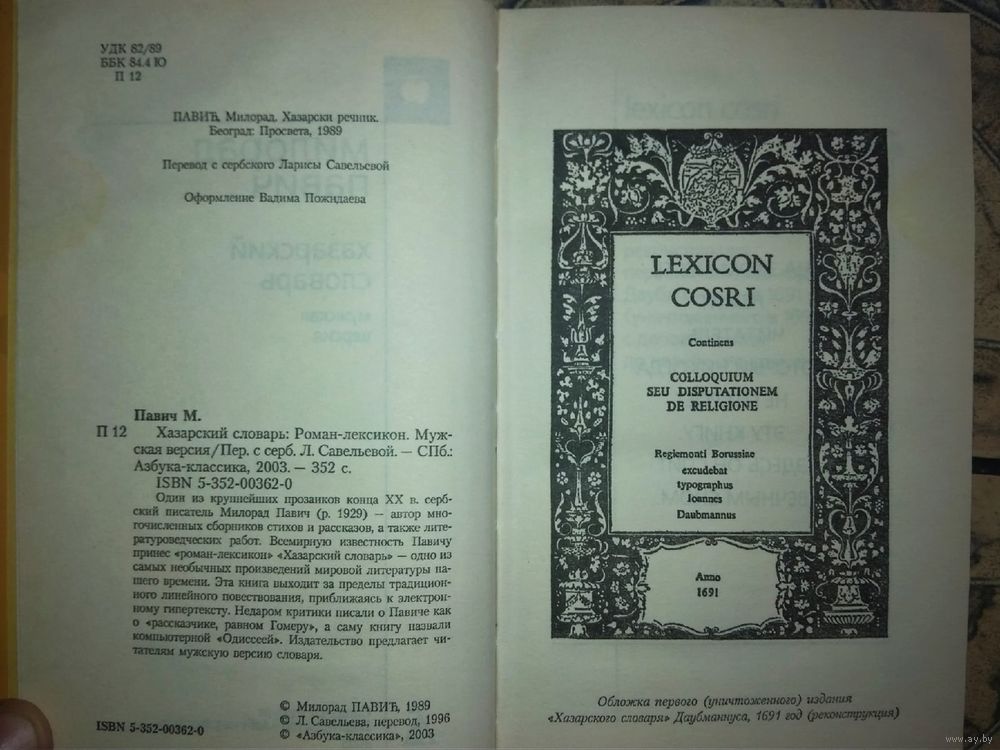 УДК 82/89
ББК 84.4 Ю
П 12
ПАВИЋ, Милорад. Хазарски речник.
Београд: Просвета, 1989
Перевод с сербского Ларисы Савельевой
Оформление Вадима Пожидаева
Павич М.
П 12 Хазарский словарь: Роман-лексикон. Муж-
ская версия/Пер. с серб. Л. Савельевой. — СПб.:
Азбука-классика, 2003. — 352 с.
ISBN 5-352-00362-0
Один из крупнейших прозаиков конца XX в. серб-
ский писатель Милорад Павич (р. 1929) — автор мно-
гочисленных сборников стихов и рассказов, а также лите-
ратуроведческих работ. Всемирную известность Павичу
принес «роман-лексикон» «Хазарский словарь» — одно из
самых необычных произведений мировой литературы на-
шего времени. Эта книга выходит за пределы традицион-
ного линейного повествования, приближаясь к электрон-
ному гипертексту. Недаром критики писали о Павиче как
о «рассказчике, равном Гомеру», а саму книгу назвали
компьютерной «Одиссеей». Издательство предлагает чи-
тателям мужскую версию словаря.
© Милорад ПАВИЋ, 1989
© Л. Савельева, перевод, 1996
ISBN 5-352-00362-0 © «Азбука-классика», 2003
LEXICON
COSRI
Continens
COLLOQUIUM
SEU DISPUTATIONEM
DE RELIGIONE
Regiemonti Borussiae
excudebat
typographus
Ioannes
Daubmannus
Anno
1691
Обложка первого (уничтоженного) издания
«Хазарского словаря» Даубмануса, 1691 год (реконструкция)
www.ay.by